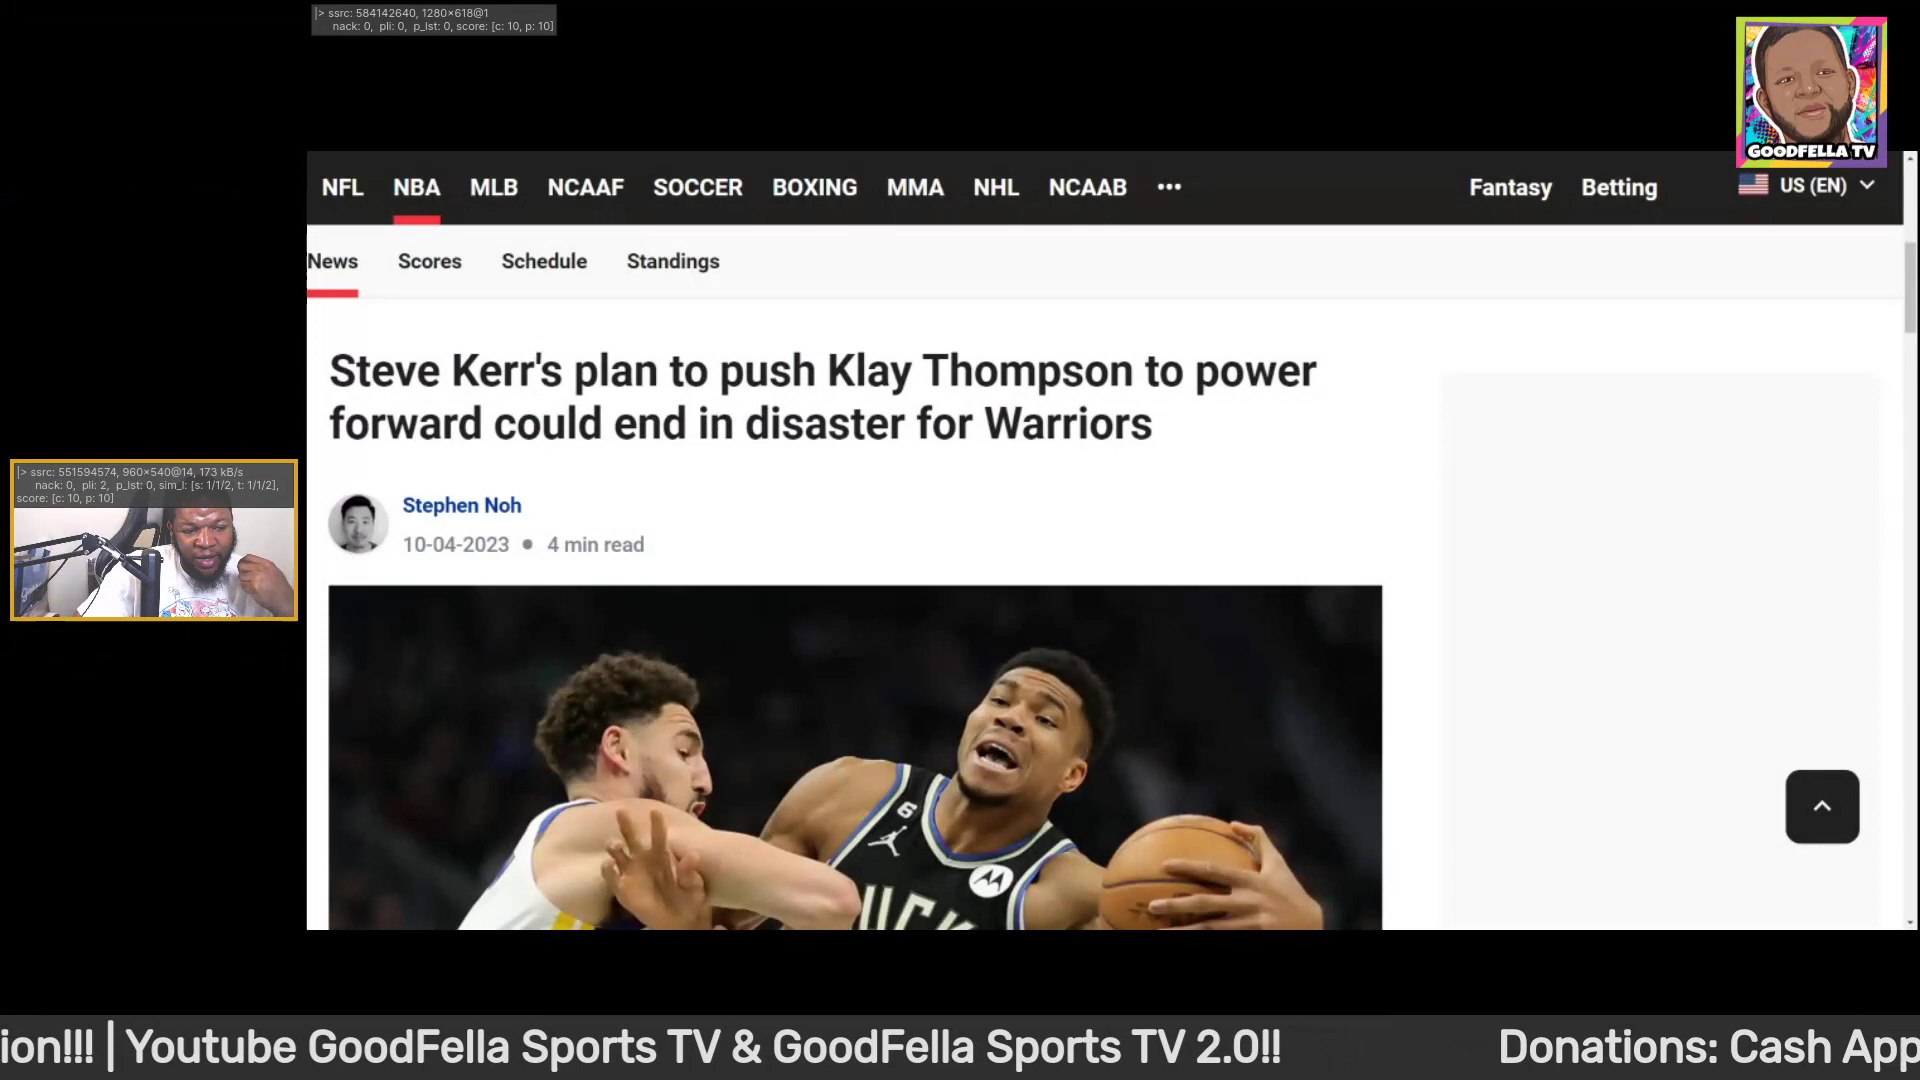 |> ssrc: 584142640, 1280×618@1
nack: 0, pli: 0, p_lst: 0, score: [c: 10, p: 10]
GOODFELLA TV
NFL NBA MLB NCAAF SOCCER BOXING MMA NHL NCAAB ••• Fantasy Betting US (EN)
News Scores Schedule Standings
Steve Kerr's plan to push Klay Thompson to power
forward could end in disaster for Warriors
|> ssrc: 551594574, 960×540@14, 173 kB/s
nack: 0, pli: 2, p_lst: 0, sim_l: [s: 1/1/2, t: 1/1/2],
score: [c: 10, p: 10]
Stephen Noh
10-04-2023 • 4 min read
6
UCK
ion!!! | Youtube GoodFella Sports TV & GoodFella Sports TV 2.0!! Donations: Cash App